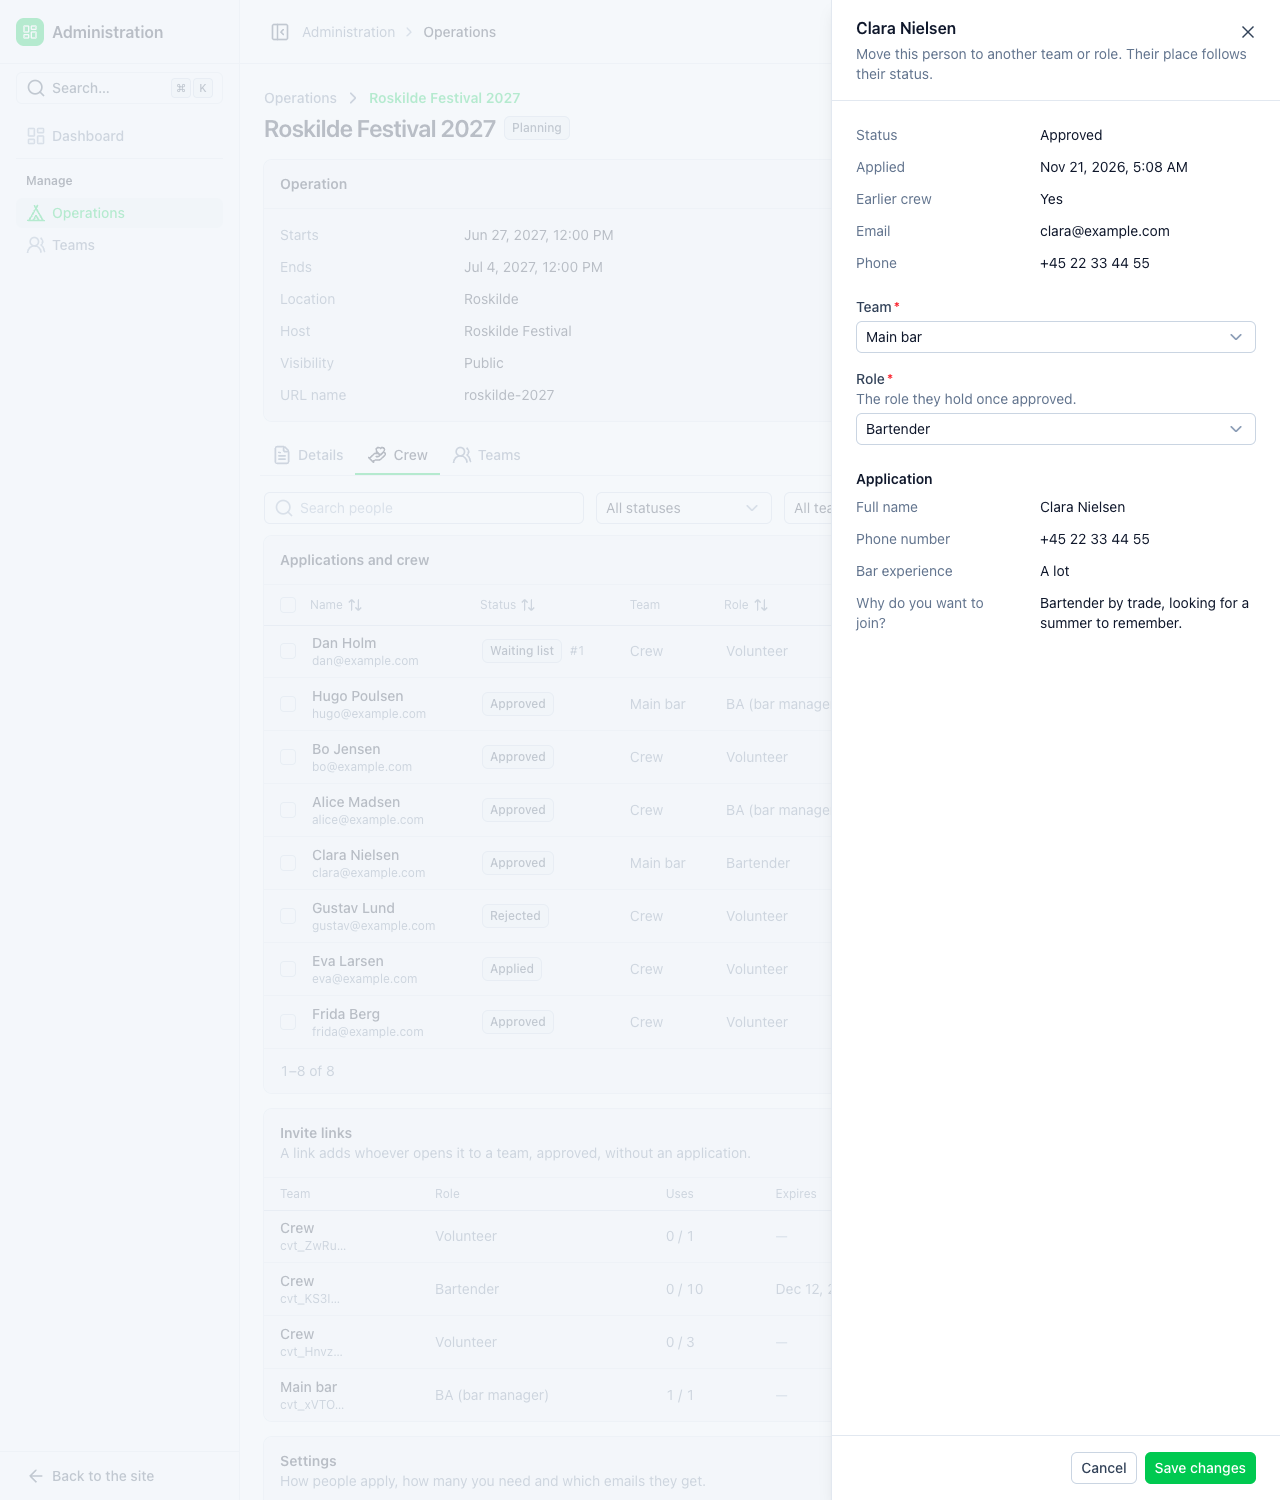 Administration
Search...
⌘ K
Dashboard
Manage
Operations
Teams
Back to the site
Administration > Operations
Operations > Roskilde Festival 2027
Roskilde Festival 2027 Planning
Operation
Starts Jun 27, 2027, 12:00 PM
Ends Jul 4, 2027, 12:00 PM
Location Roskilde
Host Roskilde Festival
Visibility Public
URL name roskilde-2027
Details Crew Teams
Search people All statuses
Applications and crew
Name Status Team Role
Dan Holm
dan@example.com
Waiting list #1 Crew Volunteer
Hugo Poulsen
hugo@example.com
Approved Main bar BA (bar manage
Bo Jensen
bo@example.com
Approved Crew Volunteer
Alice Madsen
alice@example.com
Approved Crew BA (bar manage
Clara Nielsen
clara@example.com
Approved Main bar Bartender
Gustav Lund
gustav@example.com
Rejected Crew Volunteer
Eva Larsen
eva@example.com
Applied Crew Volunteer
Frida Berg
frida@example.com
Approved Crew Volunteer
1–8 of 8
Invite links
A link adds whoever opens it to a team, approved, without an application.
Team Role Uses Expires
Crew
cvt_ZwRu...
Volunteer 0 / 1 —
Crew
Bartender 0 / 10 Dec 12,
Crew
cvt_Hnvz...
Volunteer 0 / 3 —
Main bar
cvt_xVTO...
BA (bar manager) 1 / 1 —
Settings
How people apply, how many you need and which emails they get.
Clara Nielsen
Move this person to another team or role. Their place follows
their status.
Status Approved
Applied Nov 21, 2026, 5:08 AM
Earlier crew Yes
Email clara@example.com
Phone +45 22 33 44 55
Team *
Main bar
Role *
The role they hold once approved.
Bartender
Application
Full name Clara Nielsen
Phone number +45 22 33 44 55
Bar experience A lot
Why do you want to
join?
Bartender by trade, looking for a
summer to remember.
Cancel Save changes